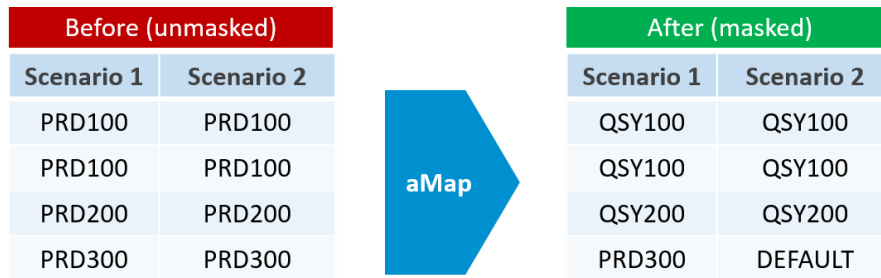 Before (unmasked)
Scenario 1 Scenario 2
PRD100 PRD100
PRD100 PRD100
PRD200 PRD200
PRD300 PRD300
aMap
After (masked)
Scenario 1 Scenario 2
QSY100 QSY100
QSY100 QSY100
QSY200 QSY200
PRD300 DEFAULT